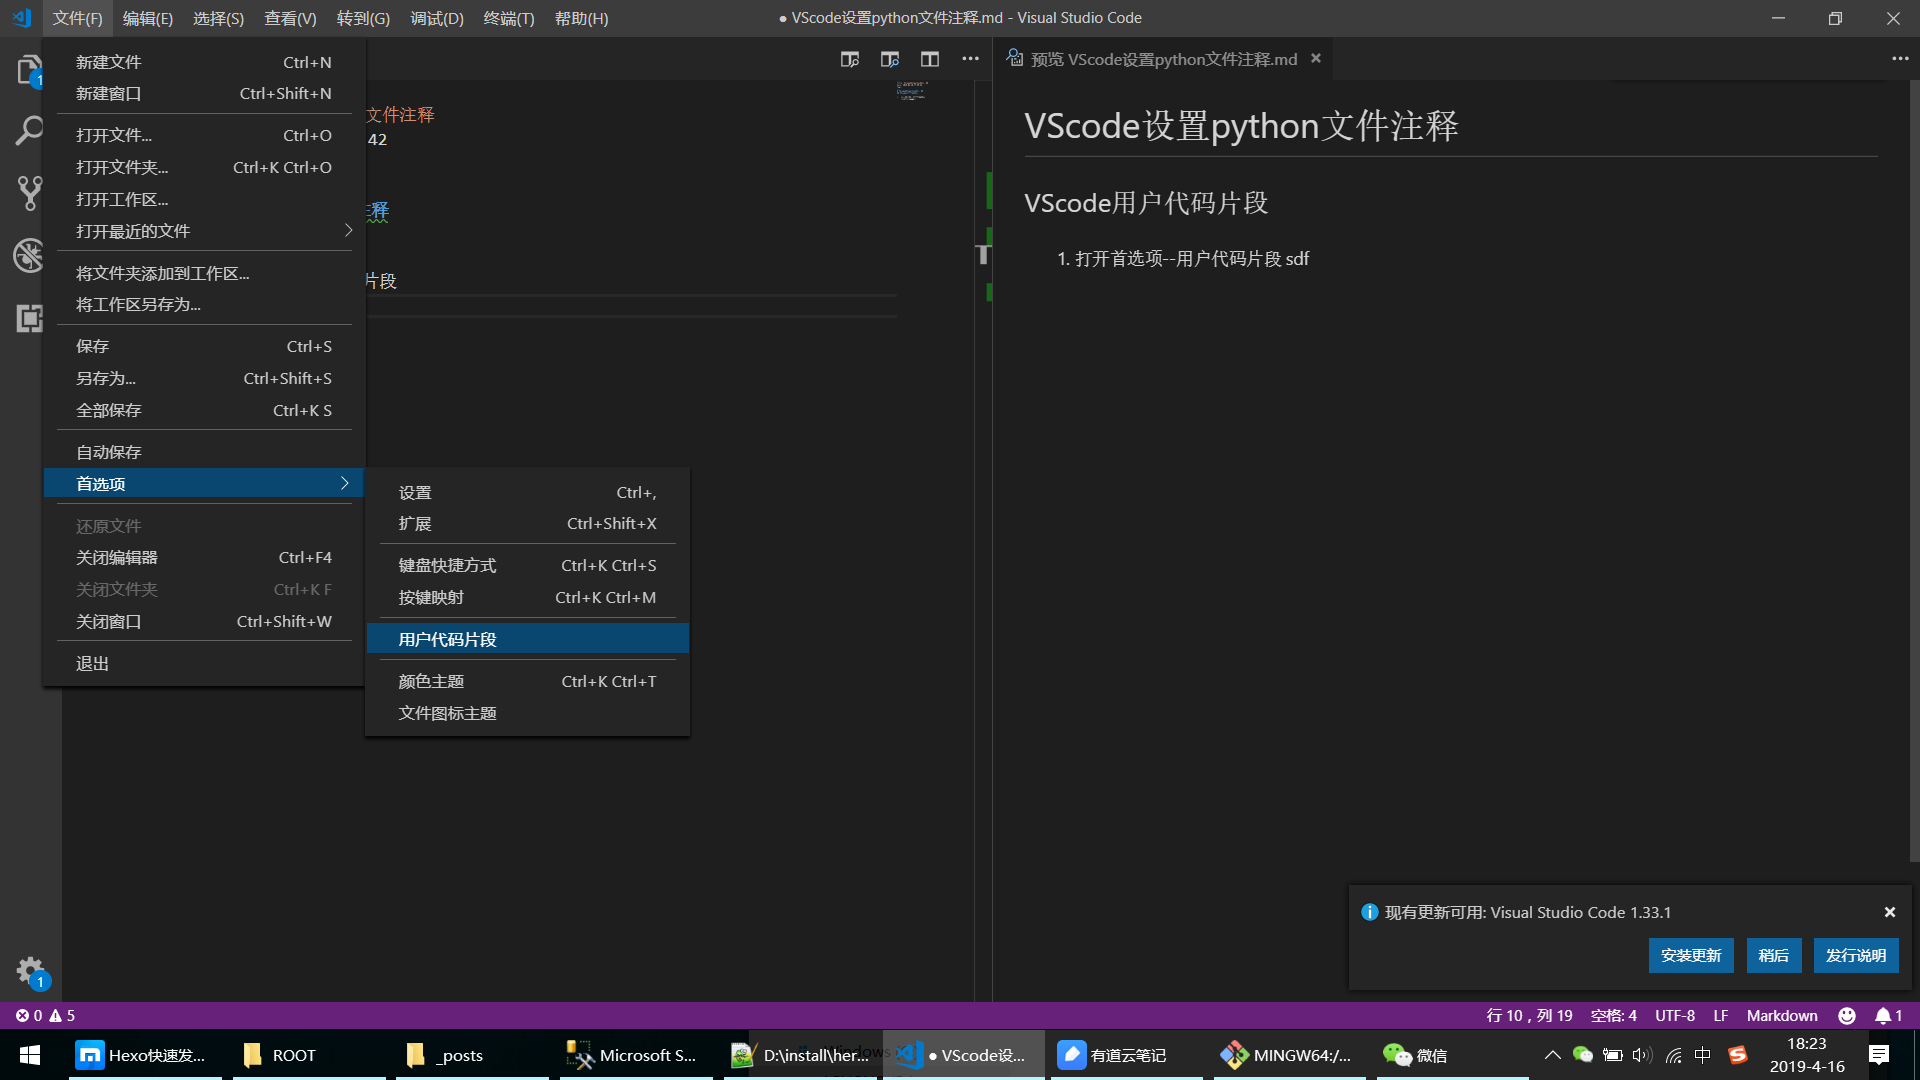 文件(F) 编辑(E) 选择(S) 查看(V) 转到(G) 调试(D) 终端(T) 帮助(H) ● VScode设置python文件注释.md - Visual Studio Code
新建文件 Ctrl+N
新建窗口 Ctrl+Shift+N
打开文件... Ctrl+O
打开文件夹... Ctrl+K Ctrl+O
打开工作区...
打开最近的文件
将文件夹添加到工作区...
将工作区另存为...
保存 Ctrl+S
另存为... Ctrl+Shift+S
全部保存 Ctrl+K S
自动保存
首选项
还原文件
关闭编辑器 Ctrl+F4
关闭文件夹 Ctrl+K F
关闭窗口 Ctrl+Shift+W
退出
设置 Ctrl+,
扩展 Ctrl+Shift+X
键盘快捷方式 Ctrl+K Ctrl+S
按键映射 Ctrl+K Ctrl+M
用户代码片段
颜色主题 Ctrl+K Ctrl+T
文件图标主题
文件注释
42
释
片段
预览 VScode设置python文件注释.md
VScode设置python文件注释
VScode用户代码片段
1. 打开首选项--用户代码片段 sdf
现有更新可用: Visual Studio Code 1.33.1
安装更新 稍后 发行说明
1
1
0 5 行 10，列 19 空格: 4 UTF-8 LF Markdown 1
Hexo快速发... ROOT _posts Microsoft S... D:\install\her... ● VScode设... 有道云笔记 MINGW64:/... 微信 中 18:23
2019-4-16